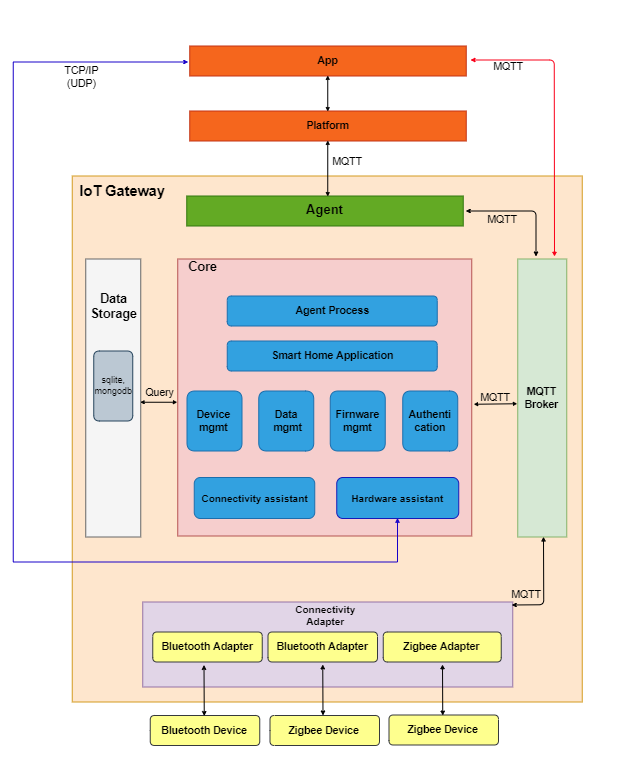 App
TCP/IP
(UDP)
MQTT
Platform
MQTT
IoT Gateway
Agent
MQTT
Core
Data
Storage
Agent Process
Smart Home Application
sqlite,
mongodb
Query
Device
mgmt
Data
mgmt
Firnware
mgmt
Authenti
cation
MQTT
MQTT
Broker
Connectivity assistant
Hardware assistant
MQTT
Connectivity
Adapter
Bluetooth Adapter
Bluetooth Adapter
Zigbee Adapter
Bluetooth Device
Zigbee Device
Zigbee Device